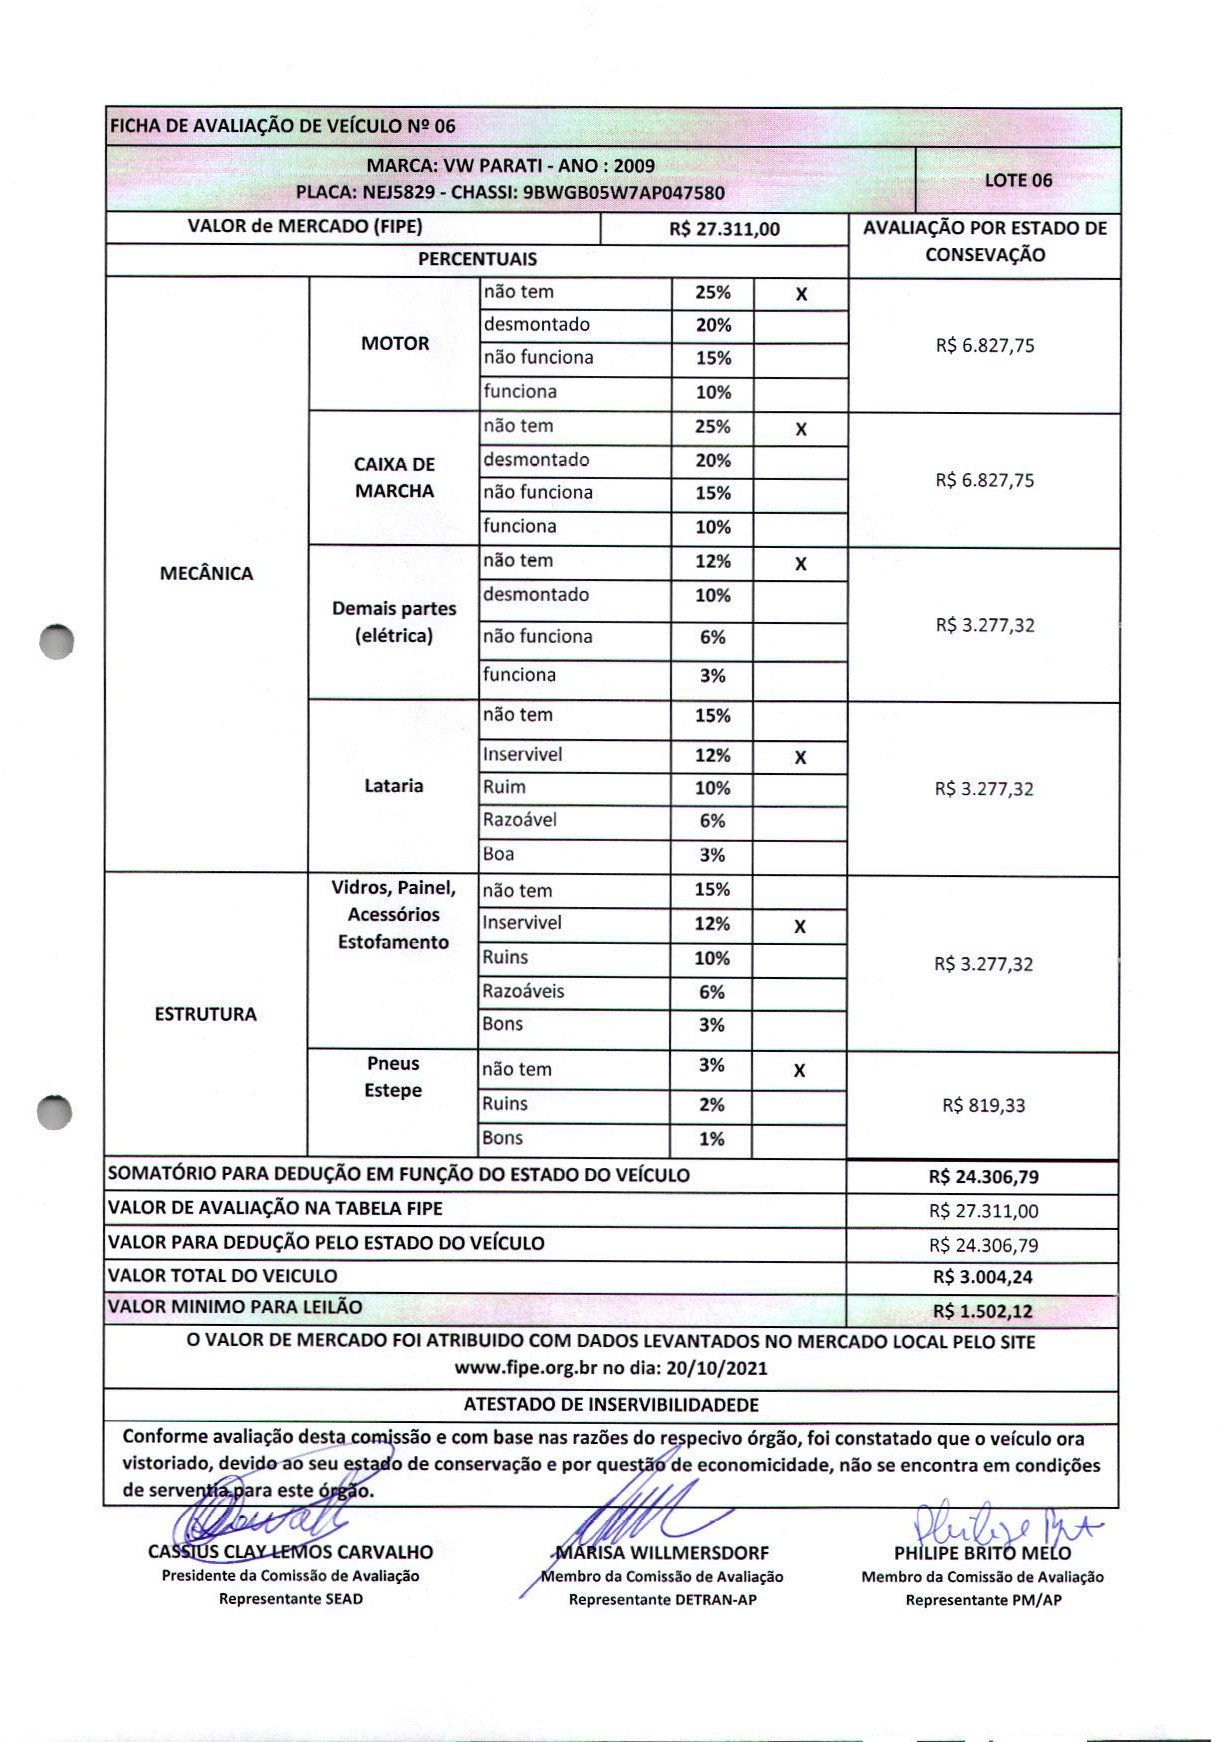 FICHA DE AVALIAÇÃO DE VEÍCULO Nº 06
MARCA: VW PARATI - ANO : 2009
PLACA: NEJ5829 - CHASSI: 9BWGB05W7AP047580
LOTE 06
VALOR de MERCADO (FIPE)
R$ 27.311,00
AVALIAÇÃO POR ESTADO DE
CONSEVAÇÃO
PERCENTUAIS
MECÂNICA
MOTOR
não tem 25% X
desmontado 20%
não funciona 15%
funciona 10%
R$ 6.827,75
CAIXA DE
MARCHA
não tem 25% X
desmontado 20%
não funciona 15%
funciona 10%
R$ 6.827,75
Demais partes
(elétrica)
não tem 12% X
desmontado 10%
não funciona 6%
funciona 3%
R$ 3.277,32
Lataria
não tem 15%
Inservivel 12% X
Ruim 10%
Razoável 6%
Boa 3%
R$ 3.277,32
ESTRUTURA
Vidros, Painel,
Acessórios
Estofamento
não tem 15%
Inservivel 12% X
Ruins 10%
Razoáveis 6%
Bons 3%
R$ 3.277,32
Pneus
Estepe
não tem 3% X
Ruins 2%
Bons 1%
R$ 819,33
SOMATÓRIO PARA DEDUÇÃO EM FUNÇÃO DO ESTADO DO VEÍCULO R$ 24.306,79
VALOR DE AVALIAÇÃO NA TABELA FIPE R$ 27.311,00
VALOR PARA DEDUÇÃO PELO ESTADO DO VEÍCULO R$ 24.306,79
VALOR TOTAL DO VEICULO R$ 3.004,24
VALOR MINIMO PARA LEILÃO R$ 1.502,12
O VALOR DE MERCADO FOI ATRIBUIDO COM DADOS LEVANTADOS NO MERCADO LOCAL PELO SITE
www.fipe.org.br no dia: 20/10/2021
ATESTADO DE INSERVIBILIDADEDE
Conforme avaliação desta comissão e com base nas razões do respecivo órgão, foi constatado que o veículo ora
vistoriado, devido ao seu estado de conservação e por questão de economicidade, não se encontra em condições
de serventia para este órgão.
CASSIUS CLAY LEMOS CARVALHO
Presidente da Comissão de Avaliação
Representante SEAD
MARISA WILLMERSDORF
Membro da Comissão de Avaliação
Representante DETRAN-AP
PHILIPE BRITO MELO
Membro da Comissão de Avaliação
Representante PM/AP